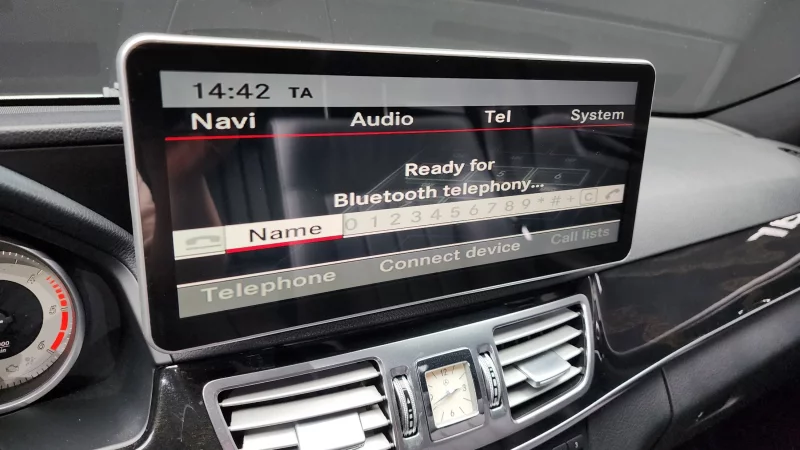 14:42 TA
Navi Audio Tel System
Ready for
Bluetooth telephony...
Name 0 1 2 3 4 5 6 7 8 9 * # + C
Telephone Connect device Call lists